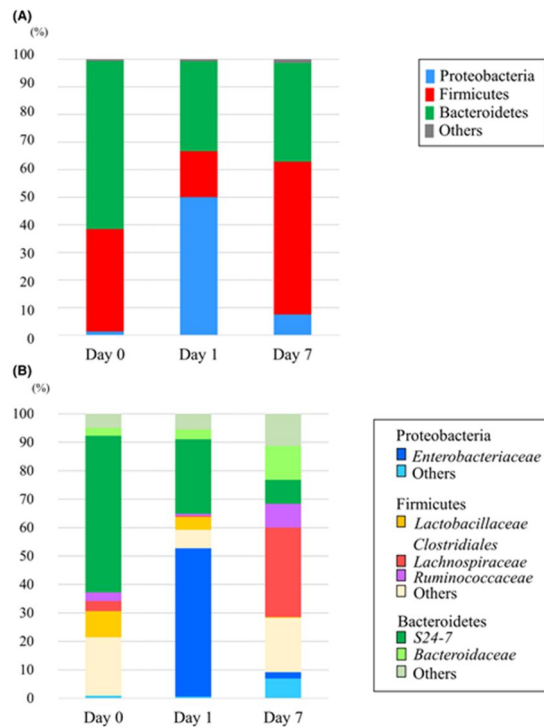 (A)
(%)
100
90
80
70
60
50
40
30
20
10
0
Day 0 Day 1 Day 7
Proteobacteria
Firmicutes
Bacteroidetes
Others
(B)
(%)
100
90
80
70
60
50
40
30
20
10
0
Day 0 Day 1 Day 7
Proteobacteria
Enterobacteriaceae
Others
Firmicutes
Lactobacillaceae
Clostridiales
Lachnospiraceae
Ruminococcaceae
Others
Bacteroidetes
S24-7
Bacteroidaceae
Others